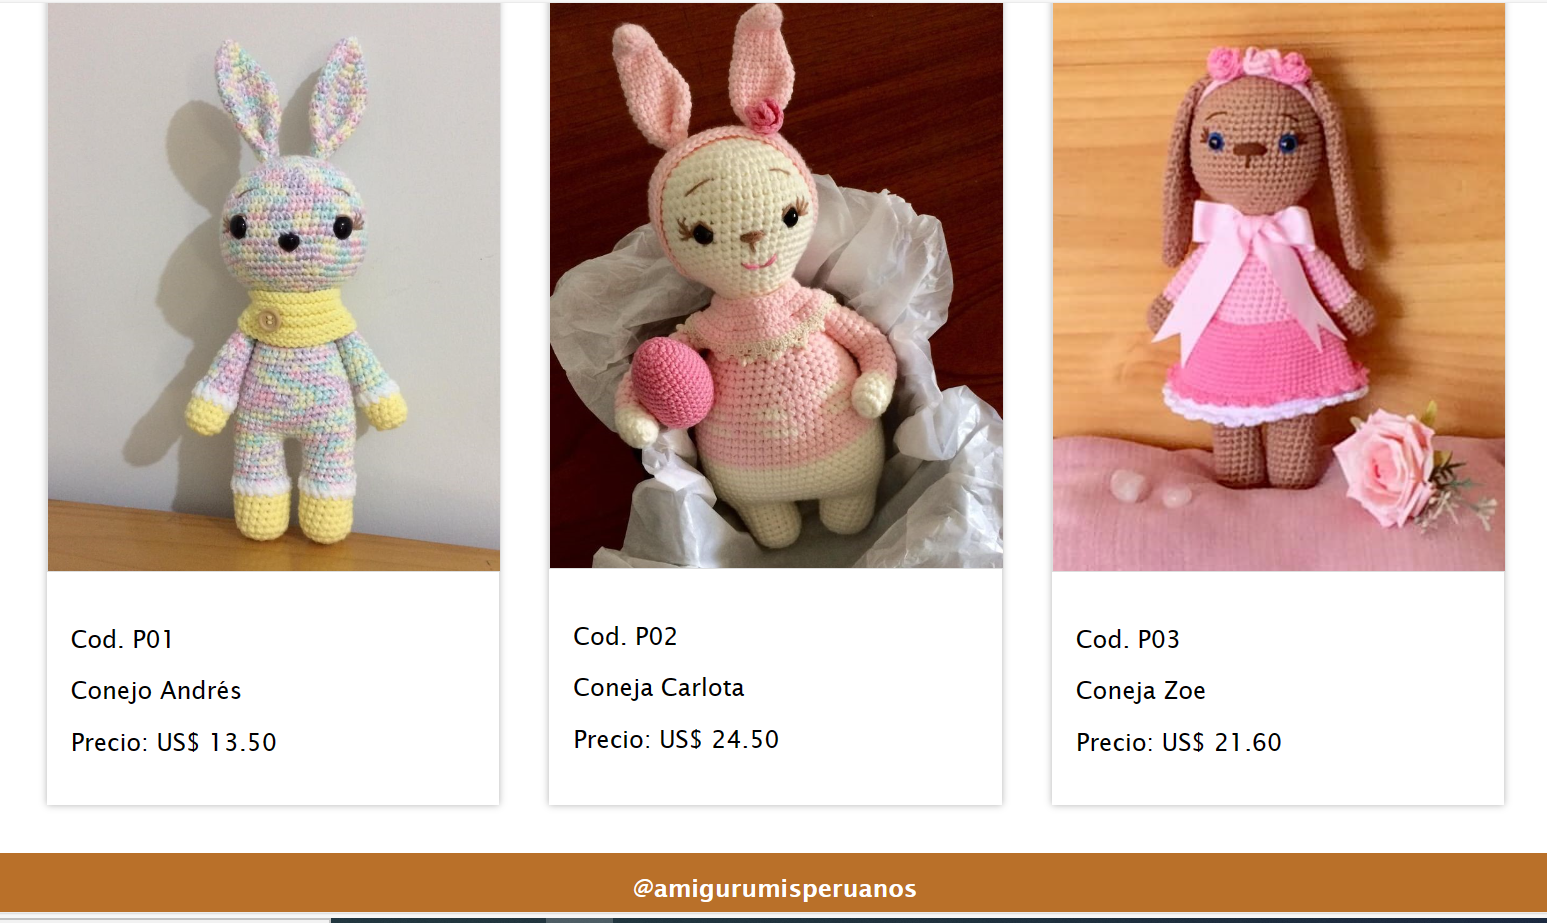 Cod. P01
Conejo Andrés
Precio: US$ 13.50
Cod. P02
Coneja Carlota
Precio: US$ 24.50
Cod. P03
Coneja Zoe
Precio: US$ 21.60
@amigurumisperuanos